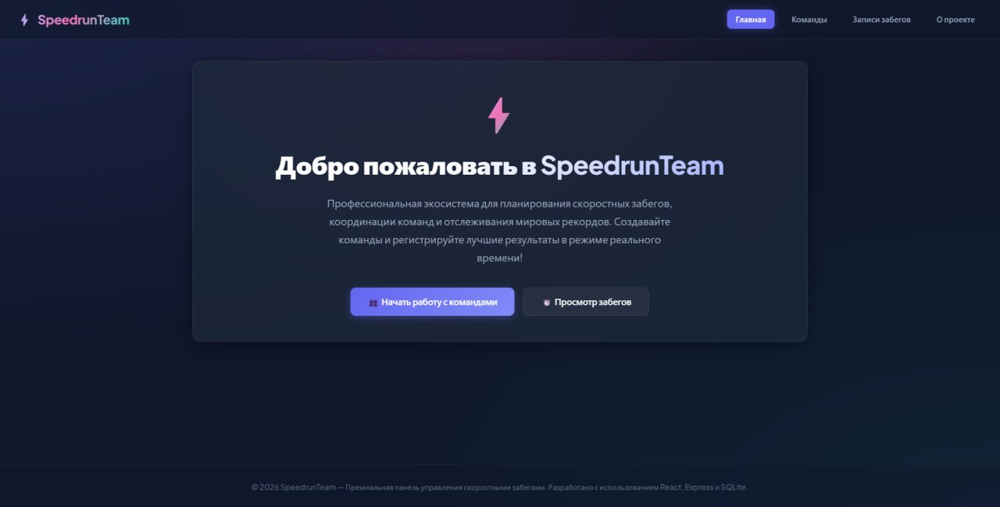 SpeedrunTeam
Главная Команды Записи забегов О проекте
Добро пожаловать в SpeedrunTeam
Профессиональная экосистема для планирования скоростных забегов,
координации команд и отслеживания мировых рекордов. Создавайте
команды и регистрируйте лучшие результаты в режиме реального
времени!
Начать работу с командами
Просмотр забегов
© 2026 SpeedrunTeam — Премиальная панель управления скоростными забегами. Разработано с использованием React, Express и SQLite.